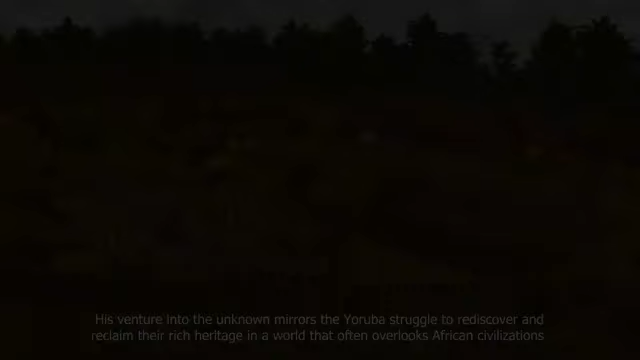 His venture into the unknown mirrors the Yoruba struggle to rediscover and
reclaim their rich heritage in a world that often overlooks African civilizations